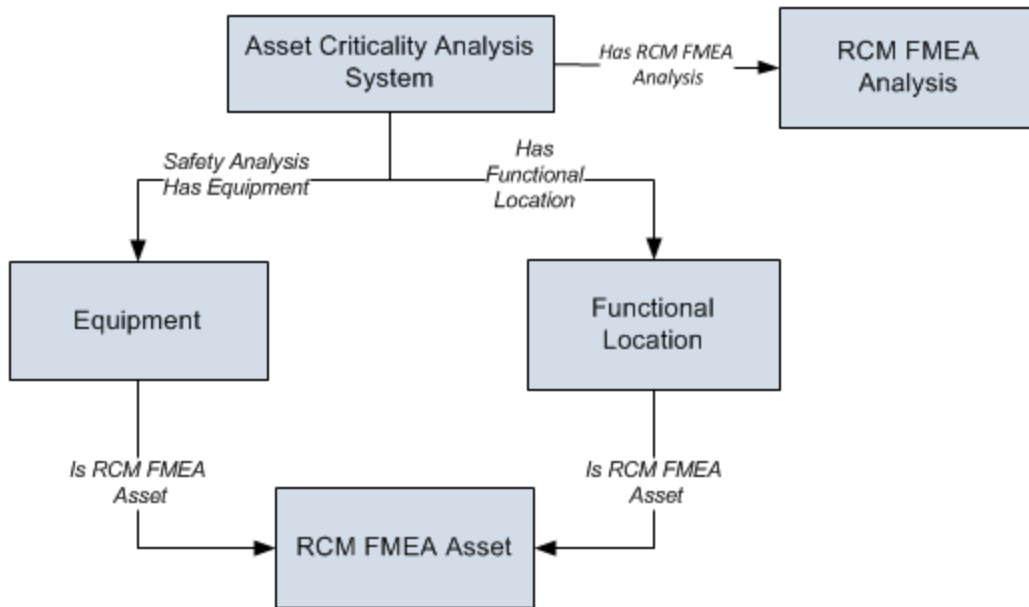 Asset Criticality Analysis
System
Has RCM FMEA
Analysis
RCM FMEA
Analysis
Safety Analysis
Has Equipment
Has
Functional
Location
Equipment
Functional
Location
Is RCM FMEA
Asset
Is RCM FMEA
Asset
RCM FMEA Asset